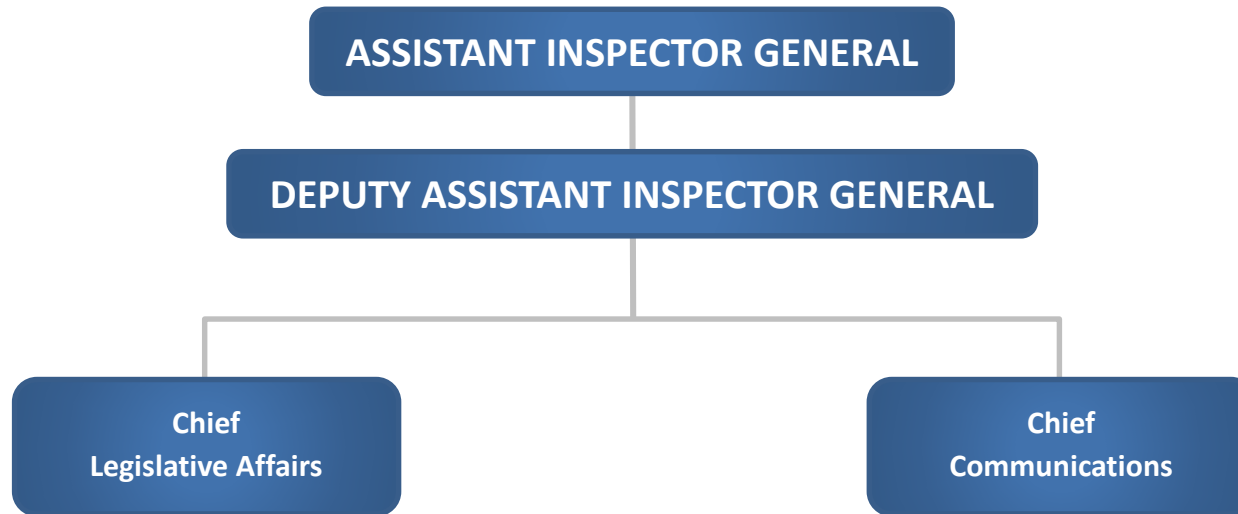 ASSISTANT INSPECTOR GENERAL
DEPUTY ASSISTANT INSPECTOR GENERAL
Chief
Legislative Affairs
Chief
Communications